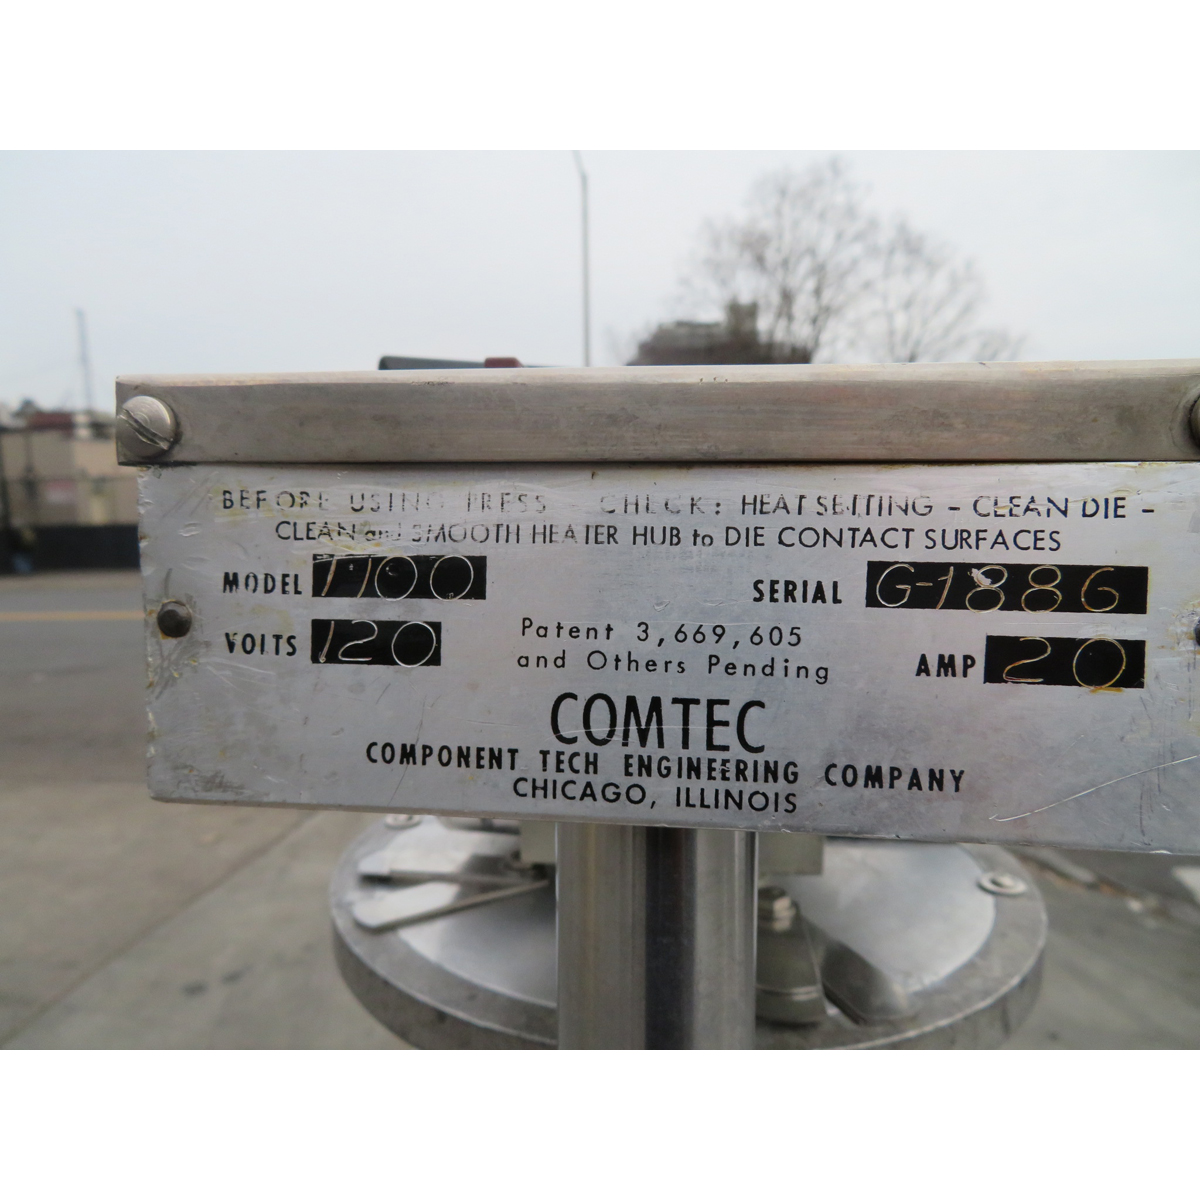 BEFORE USING PRESS CHECK: HEAT SETTING - CLEAN DIE -
CLEAN and SMOOTH HEATER HUB to DIE CONTACT SURFACES
MODEL 1100 SERIAL G-1886
VOLTS 120 Patent 3,669,605
and Others Pending AMP 20
COMTEC
COMPONENT TECH ENGINEERING COMPANY
CHICAGO, ILLINOIS